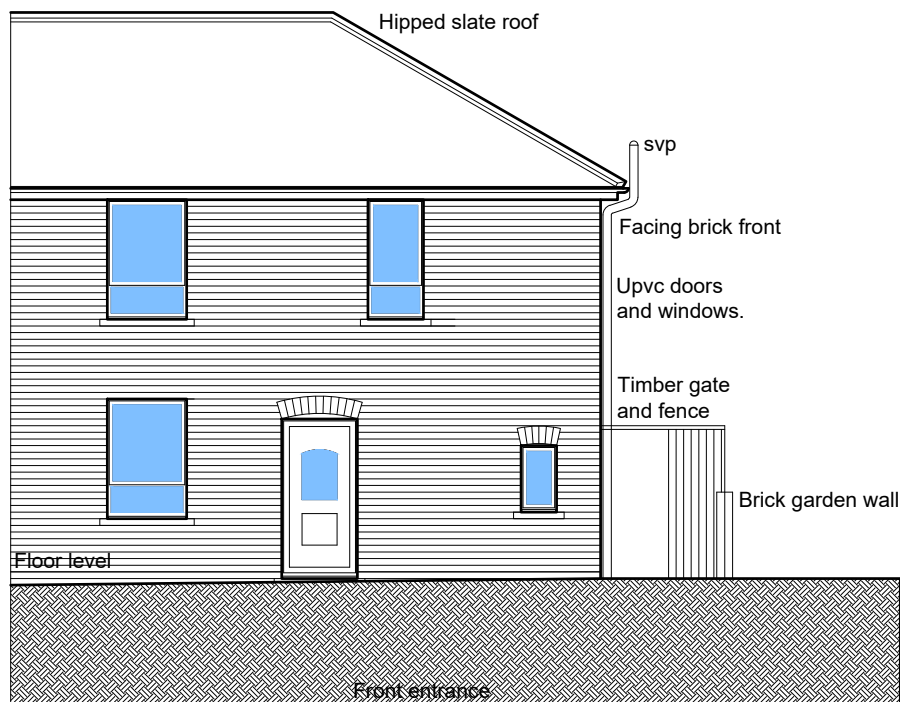 Hipped slate roof
svp
Facing brick front
Upvc doors
and windows.
Timber gate
and fence
Brick garden wall
Floor level
Front entrance